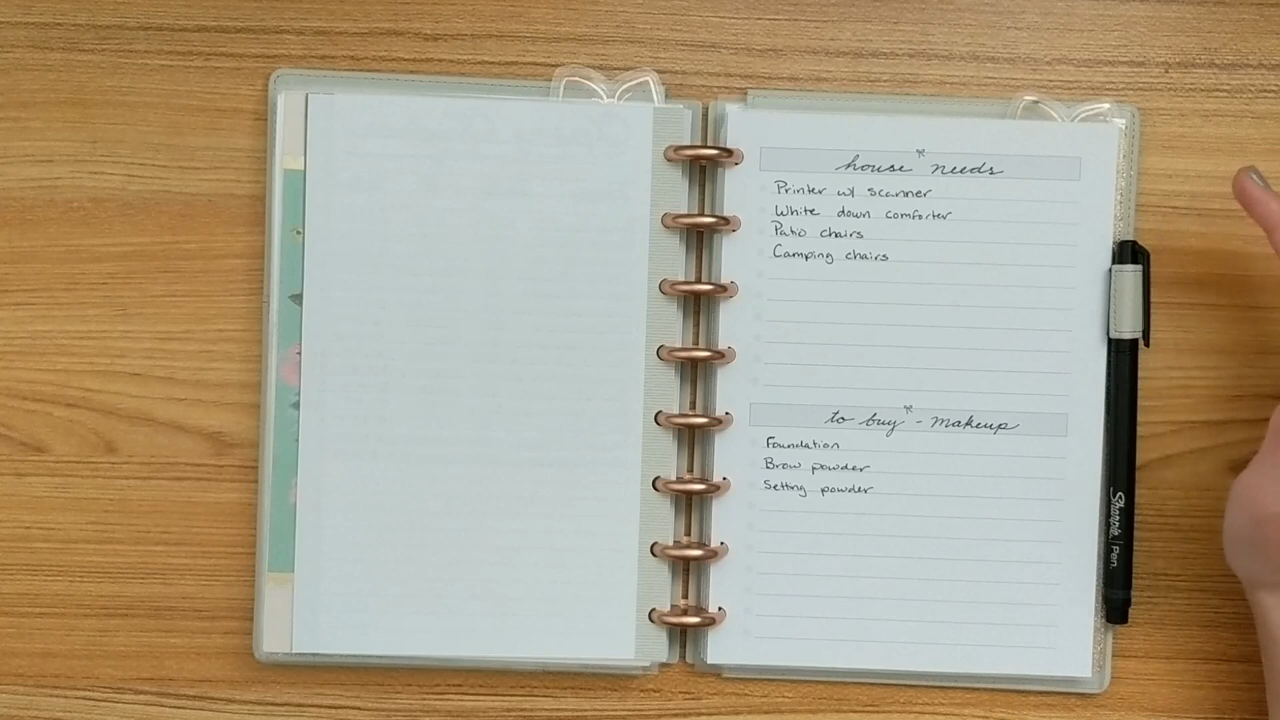 house needs
Printer w/ scanner
White down comforter
Patio chairs
Camping chairs
to buy - makeup
Foundation
Brow powder
Setting powder
Sharpie Pen.